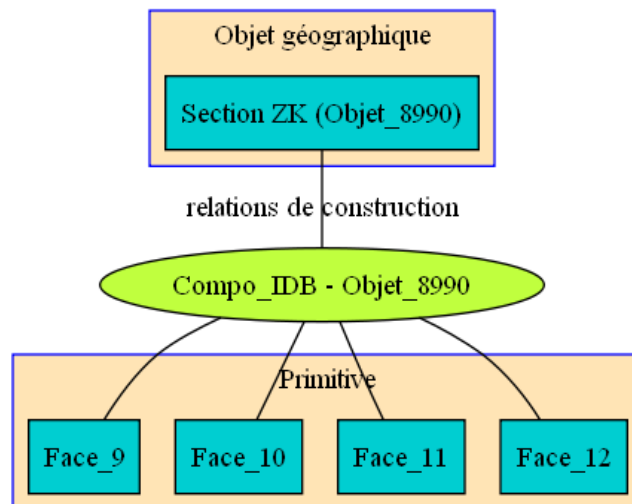 Objet géographique
Section ZK (Objet_8990)
relations de construction
Compo_IDB - Objet_8990
Primitive
Face_9 Face_10 Face_11 Face_12